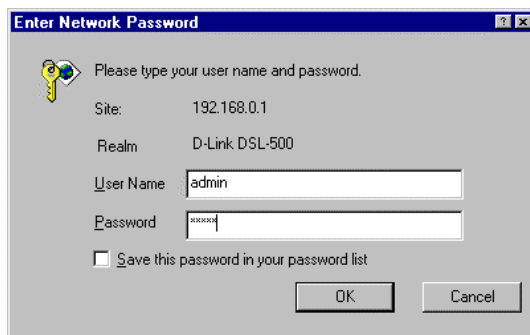 Enter Network Password
Please type your user name and password.
Site: 192.168.0.1
Realm D-Link DSL-500
User Name admin
Password *****
Save this password in your password list
OK Cancel